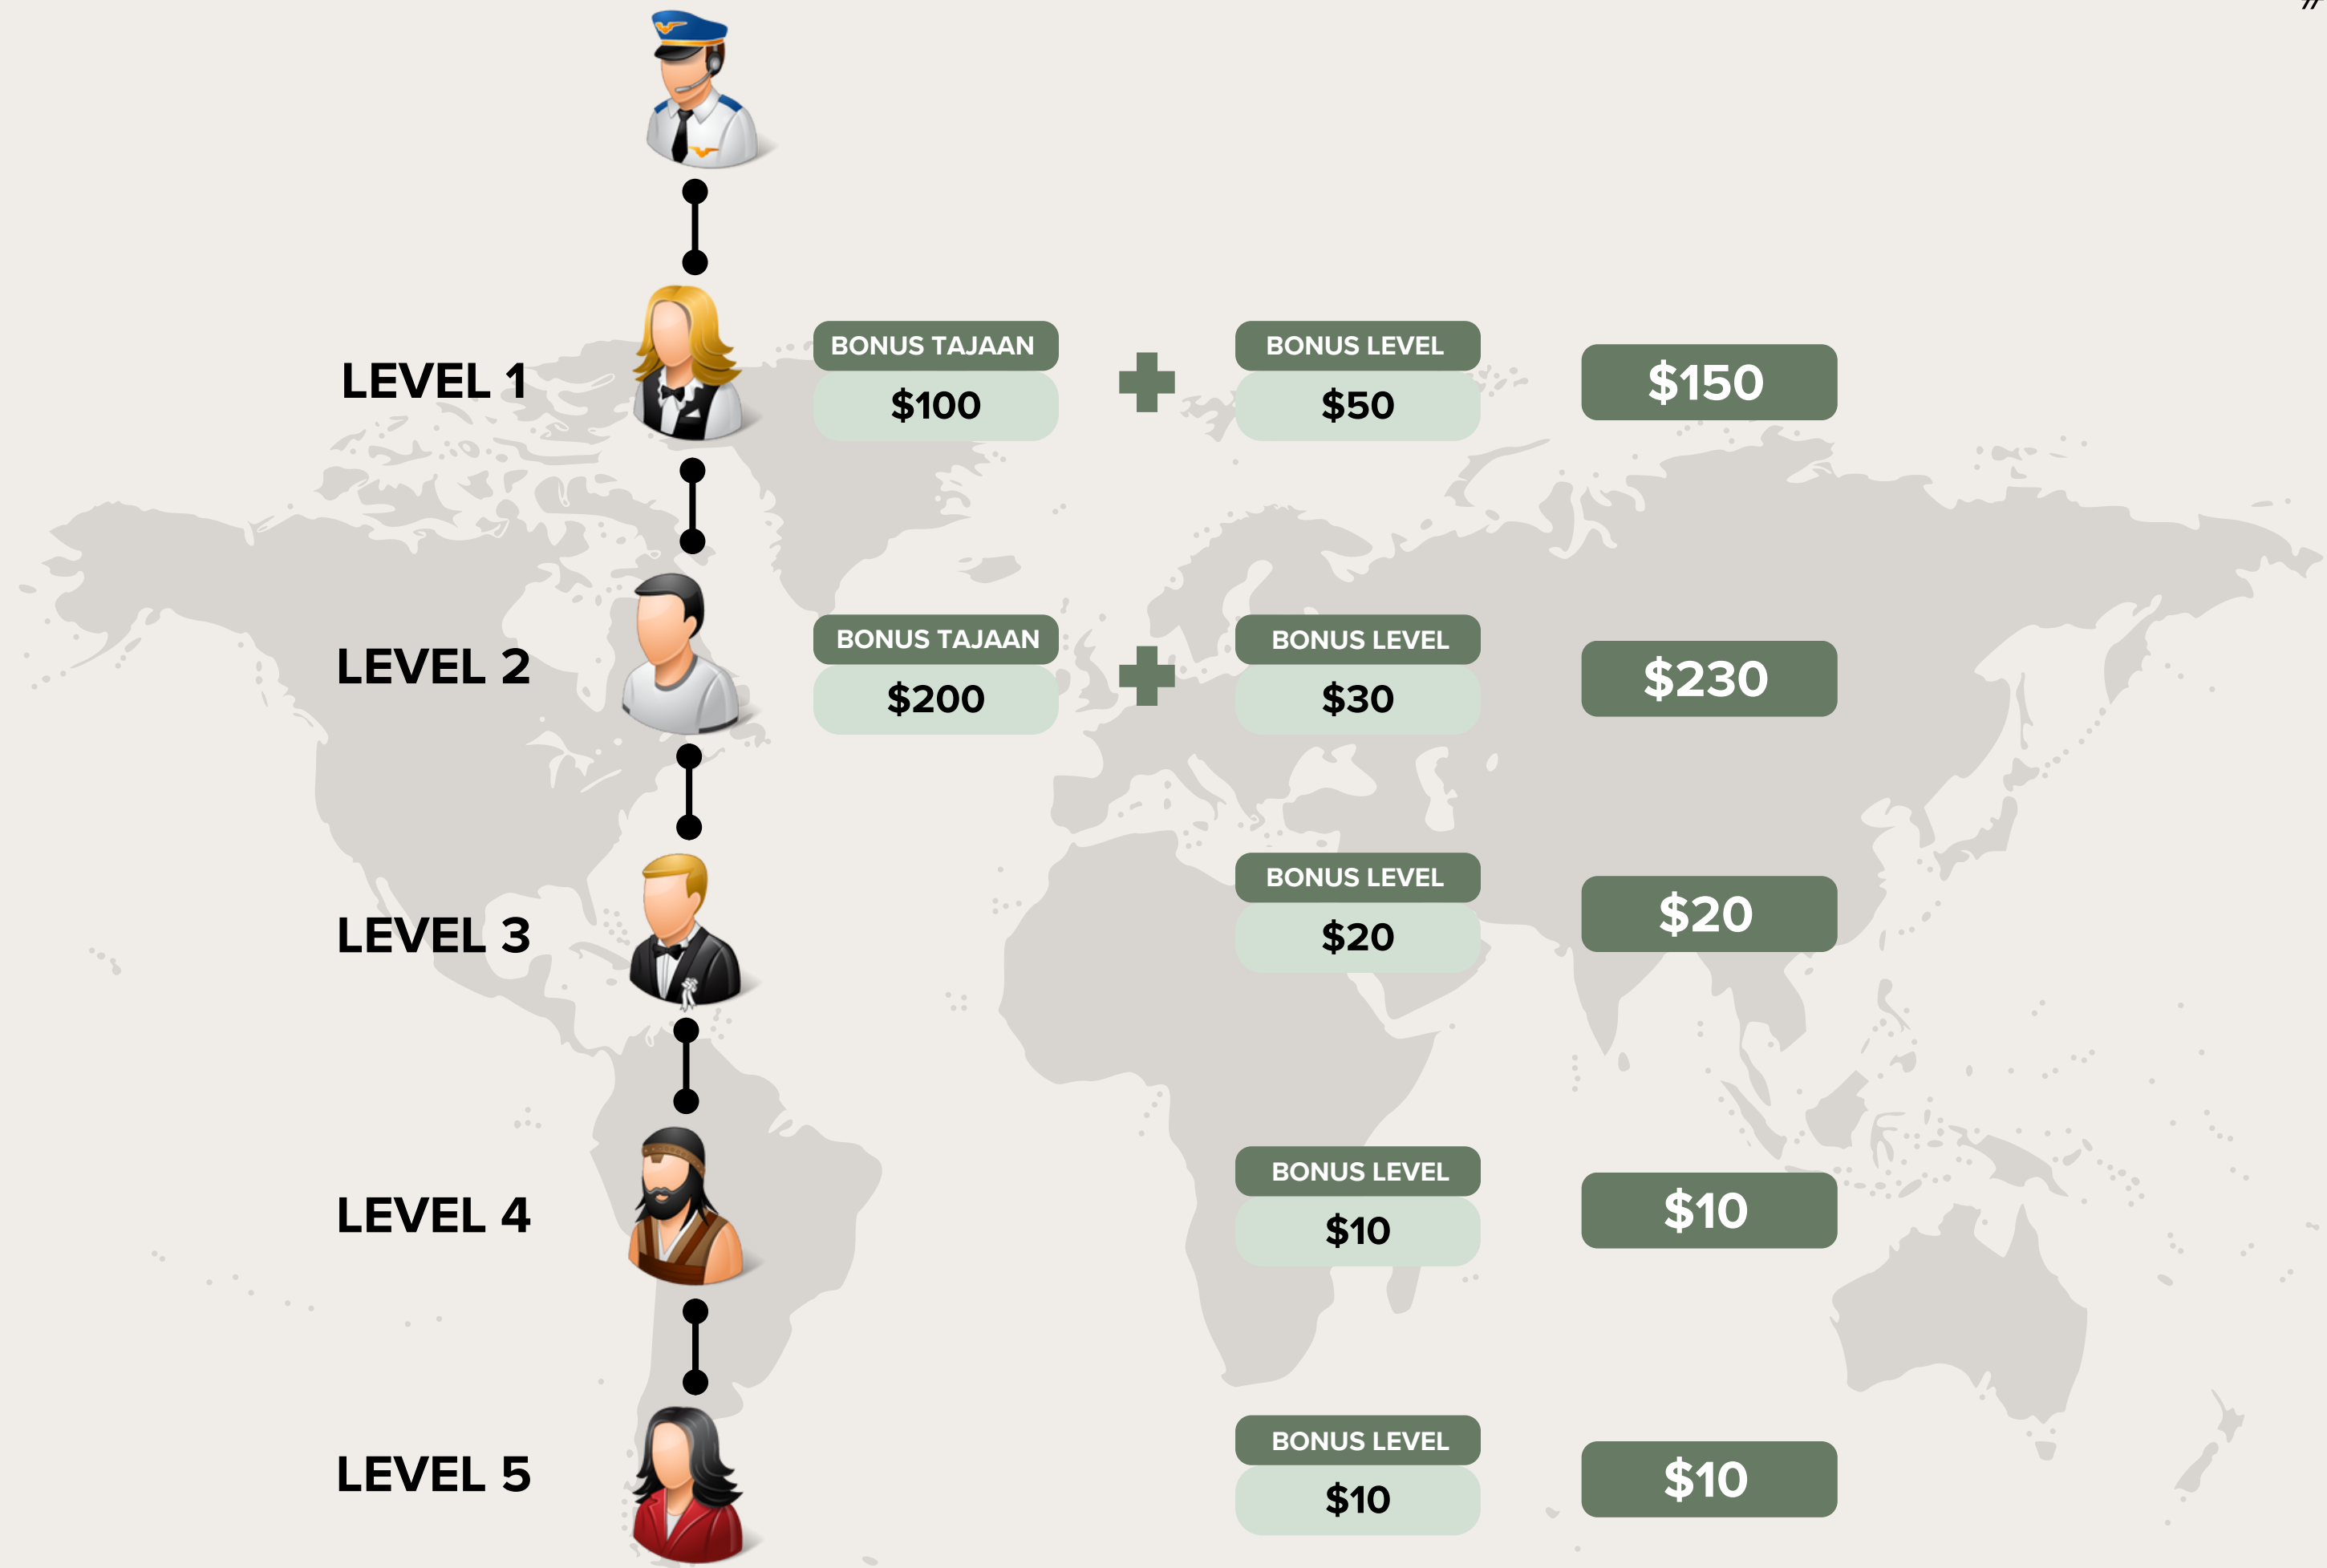 LEVEL 1
BONUS TAJAAN
$100
BONUS LEVEL
$50
$150
LEVEL 2
BONUS TAJAAN
$200
BONUS LEVEL
$30
$230
LEVEL 3
BONUS LEVEL
$20
$20
LEVEL 4
BONUS LEVEL
$10
$10
LEVEL 5
BONUS LEVEL
$10
$10